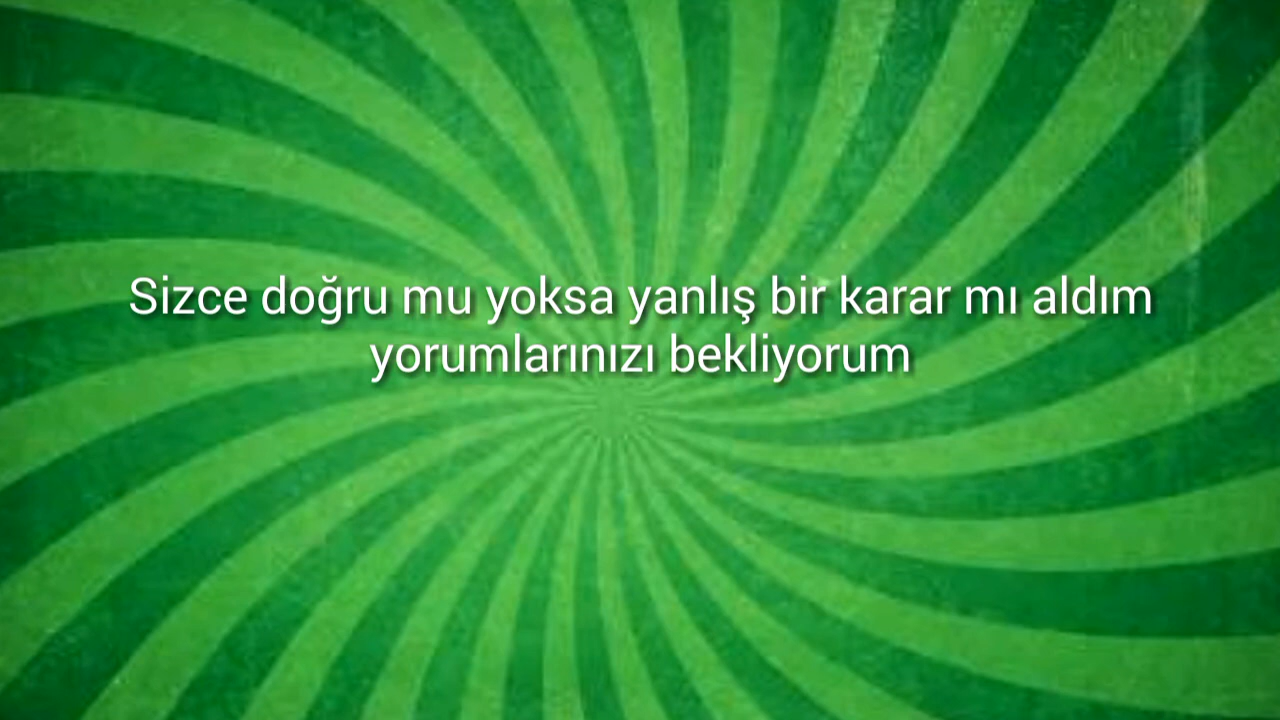 Sizce doğru mu yoksa yanlış bir karar mı aldım
yorumlarınızı bekliyorum